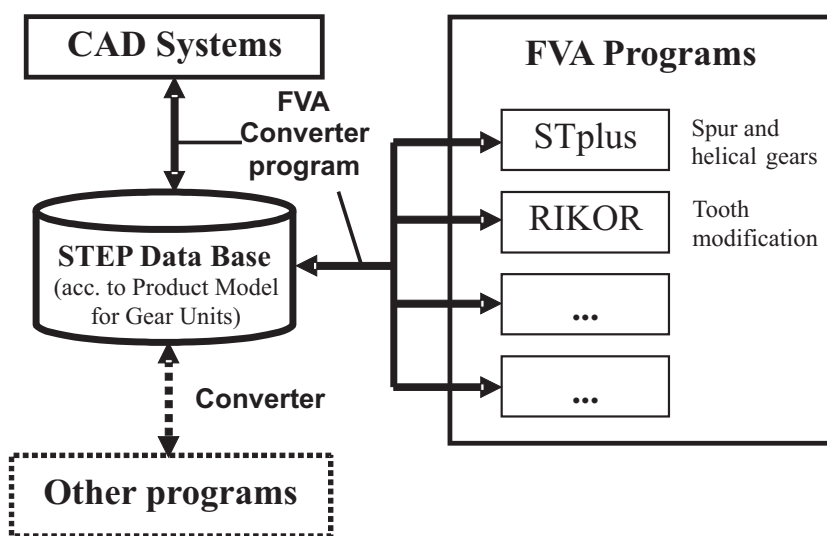 CAD Systems
FVA
Converter
program
STEP Data Base
(acc. to Product Model
for Gear Units)
Converter
Other programs
FVA Programs
STplus
Spur and
helical gears
RIKOR
Tooth
modification
...
...